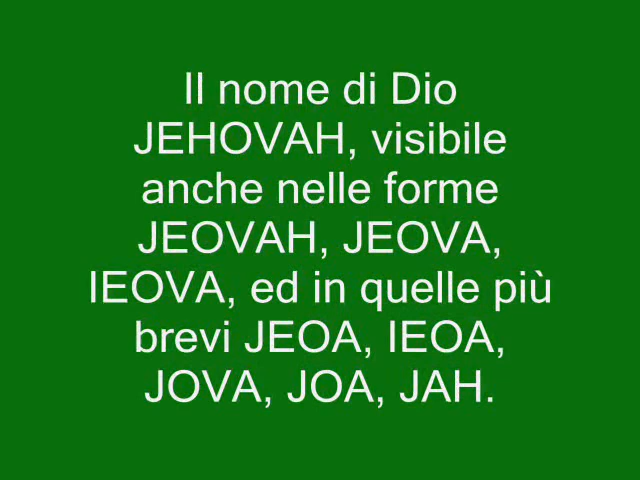 Il nome di Dio
JEHOVAH, visibile
anche nelle forme
JEOVAH, JEOVA,
IEOVA, ed in quelle più
brevi JEOA, IEOA,
JOVA, JOA, JAH.